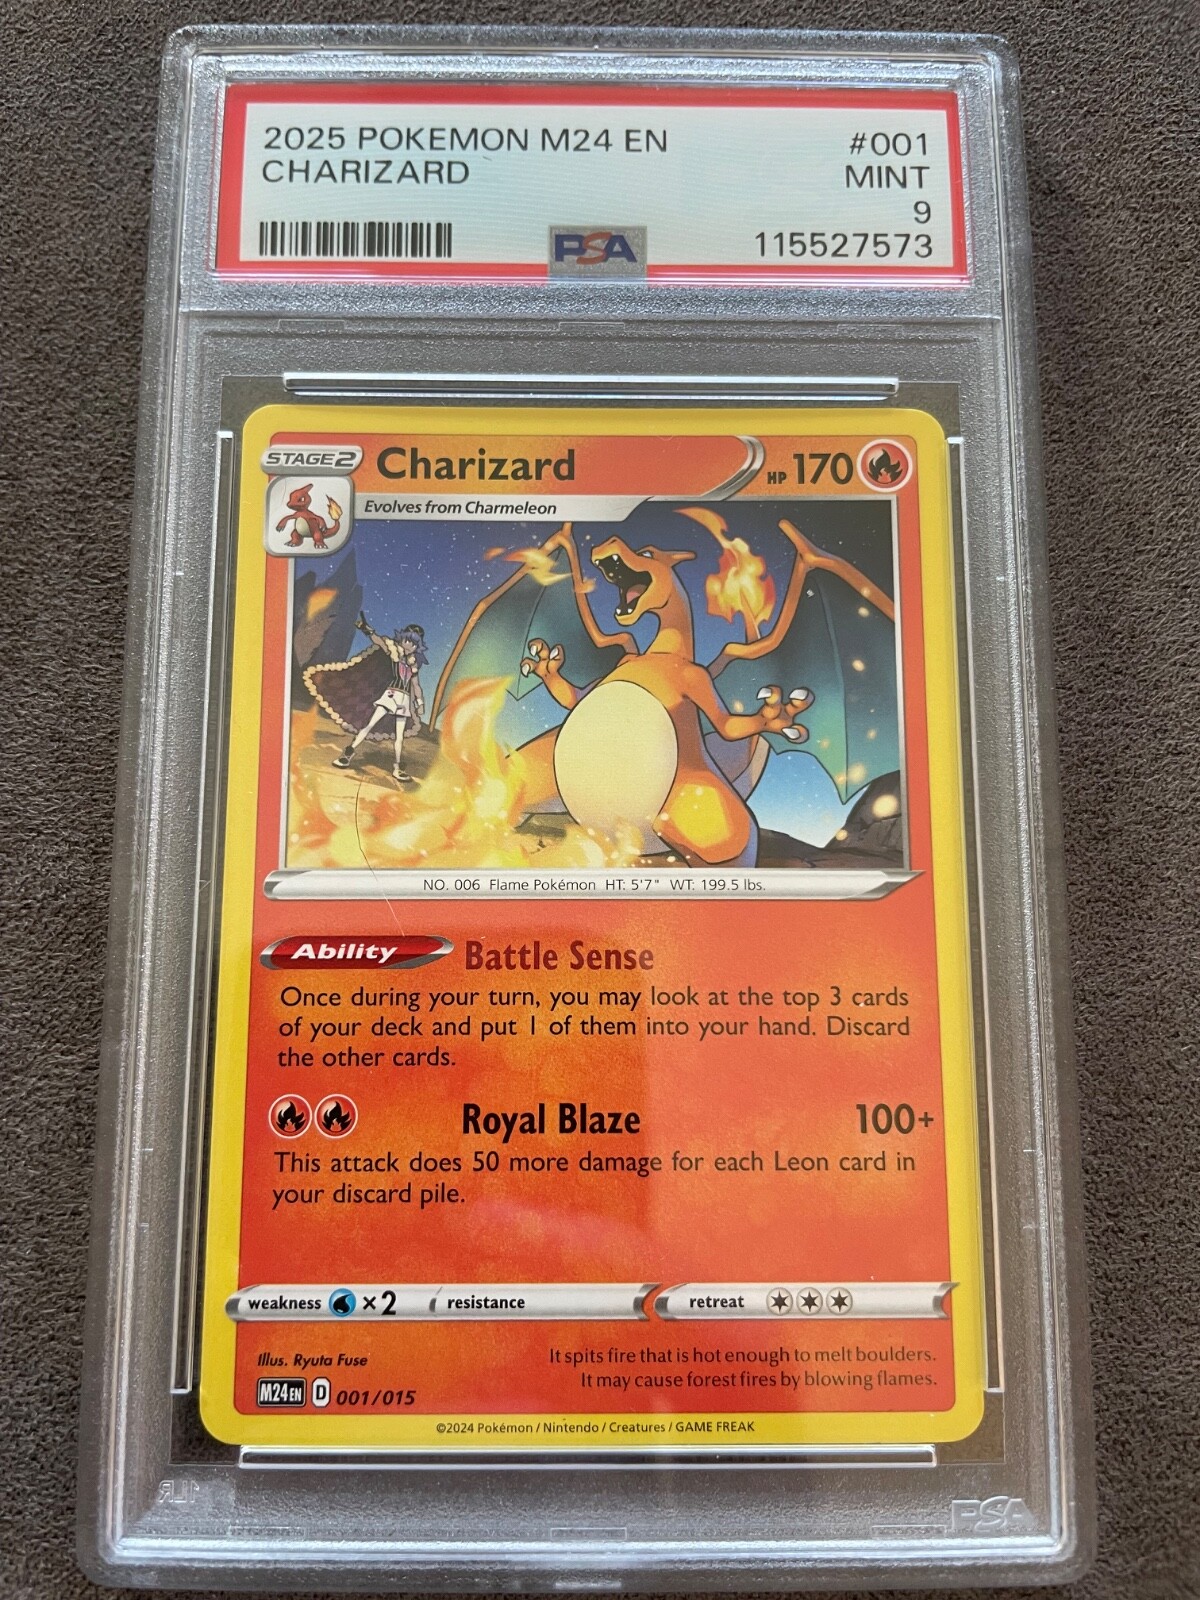 2025 POKEMON M24 EN #001
CHARIZARD MINT
9
PSA 115527573
STAGE 2 Charizard HP 170
Evolves from Charmeleon
NO. 006 Flame Pokémon HT: 5'7" WT: 199.5 lbs.
Ability Battle Sense
Once during your turn, you may look at the top 3 cards
of your deck and put 1 of them into your hand. Discard
the other cards.
Royal Blaze 100+
This attack does 50 more damage for each Leon card in
your discard pile.
weakness ×2 resistance retreat
Illus. Ryuta Fuse
It spits fire that is hot enough to melt boulders.
It may cause forest fires by blowing flames.
M24 EN D 001/015
©2024 Pokémon / Nintendo / Creatures / GAME FREAK
PSA